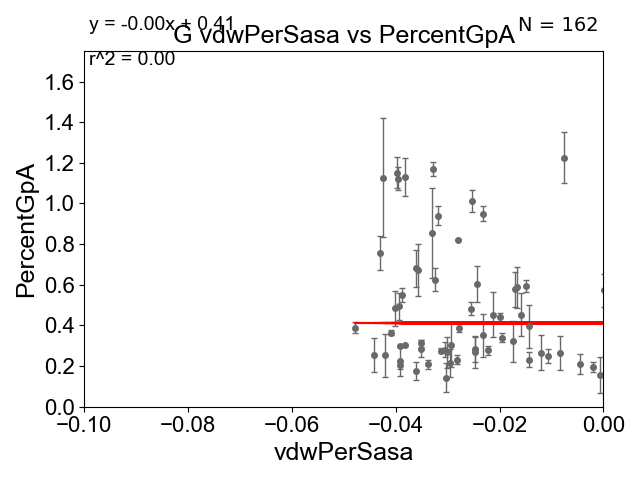 y = -0.00x + 0.41
G vdwPerSasa vs PercentGpA
N = 162
r^2 = 0.00
1.6
1.4
1.2
1.0
0.8
0.6
0.4
0.2
0.0
PercentGpA
−0.10 −0.08 −0.06 −0.04 −0.02 0.00
vdwPerSasa